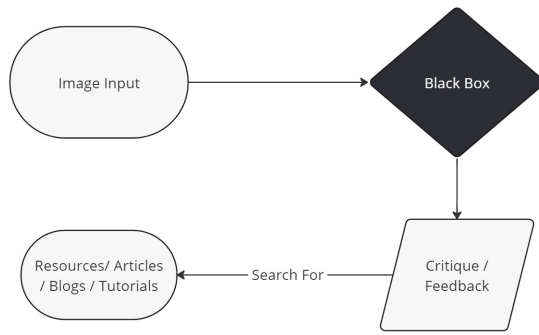 Image Input
Black Box
Critique /
Feedback
Search For
Resources/ Articles
/ Blogs / Tutorials